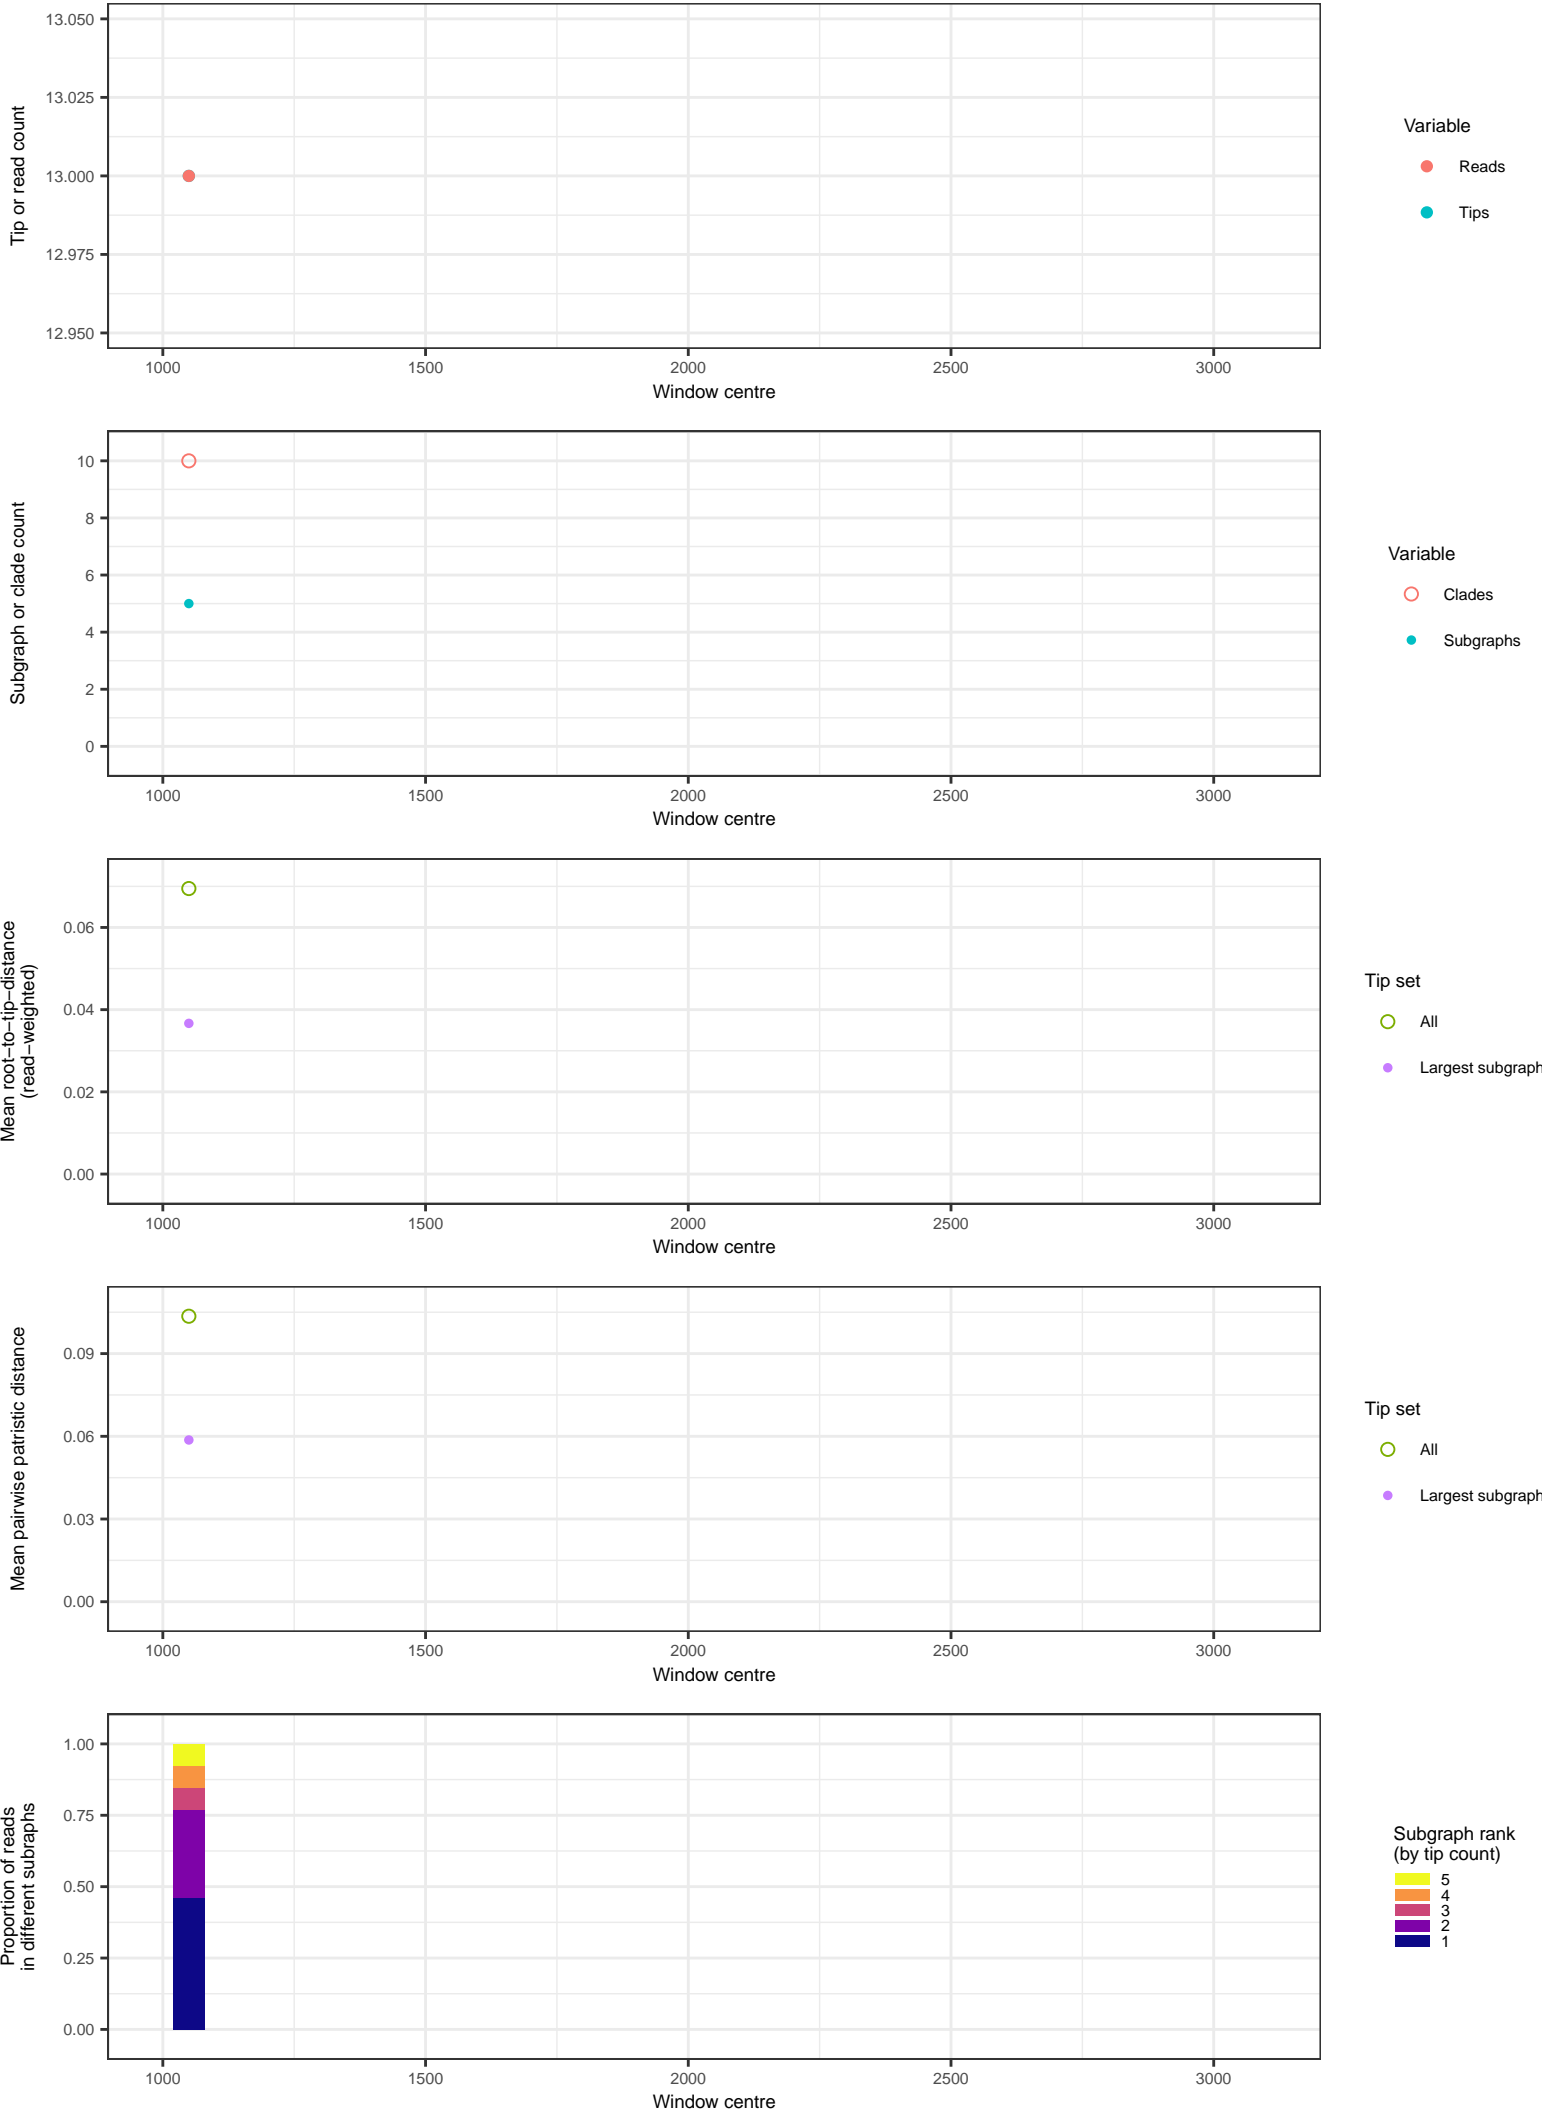 13.050
13.025
13.000
12.975
12.950
Tip or read count
1000 1500 2000 2500 3000
Window centre
Variable
Reads
Tips
10
8
6
4
2
0
Subgraph or clade count
1000 1500 2000 2500 3000
Window centre
Variable
Clades
Subgraphs
0.06
0.04
0.02
0.00
Mean root−to−tip−distance
(read−weighted)
1000 1500 2000 2500 3000
Window centre
Tip set
All
Largest subgraph
0.09
0.06
0.03
0.00
Mean pairwise patristic distance
1000 1500 2000 2500 3000
Window centre
Tip set
All
Largest subgraph
1.00
0.75
0.50
0.25
0.00
Proportion of reads
in different subraphs
1000 1500 2000 2500 3000
Window centre
Subgraph rank
(by tip count)
5
4
3
2
1